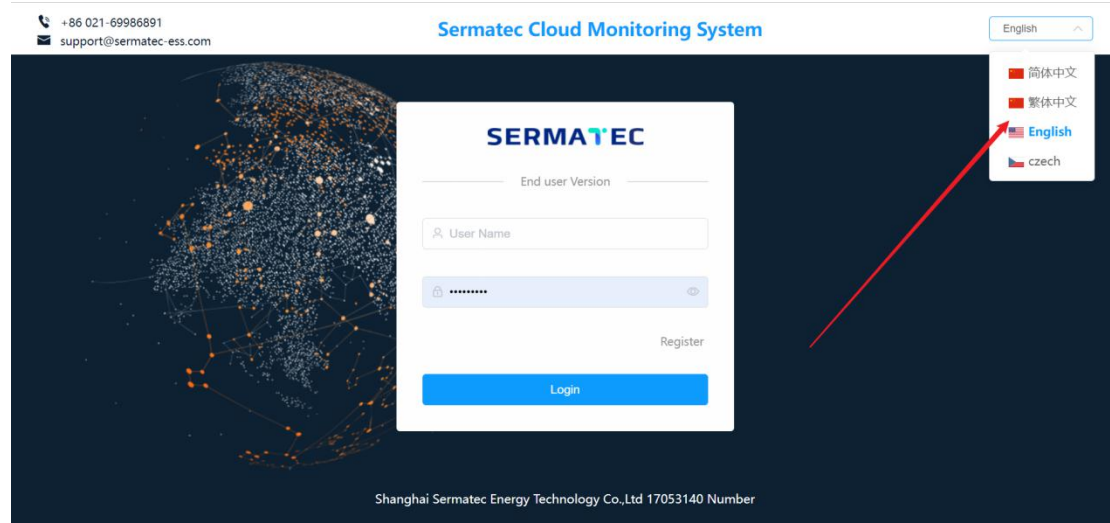 +86 021-69986891
support@sermatec-ess.com
Sermatec Cloud Monitoring System
English
简体中文
繁体中文
English
czech
SERMATEC
End user Version
User Name
•••••••••
Register
Login
Shanghai Sermatec Energy Technology Co.,Ltd 17053140 Number